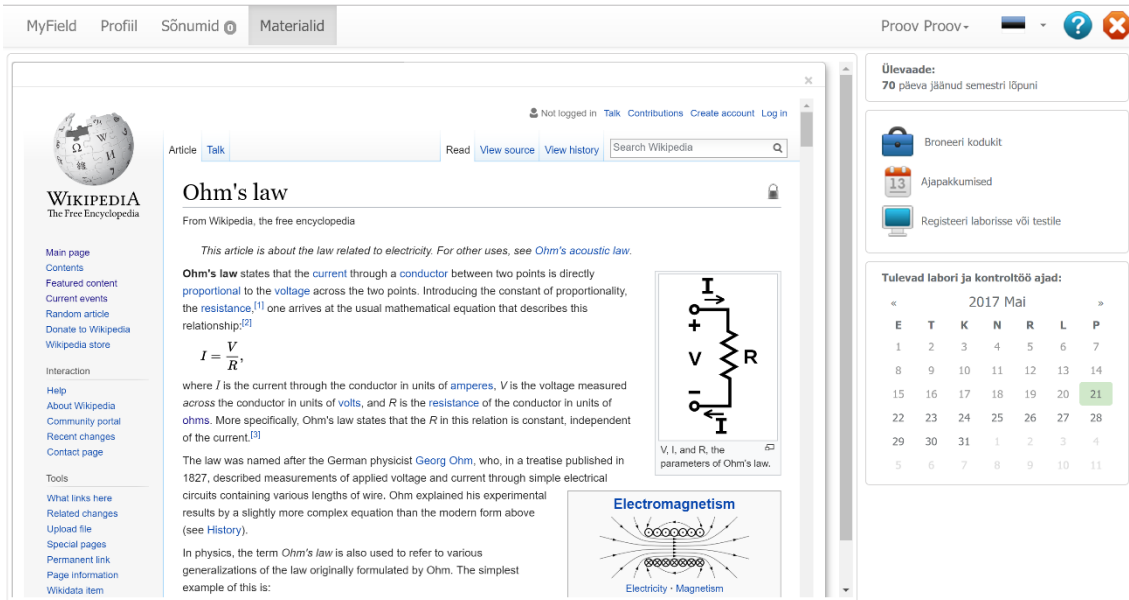 MyField Profiil Sõnumid 0 Materialid Proov Proov
Not logged in Talk Contributions Create account Log in
Article Talk Read View source View history Search Wikipedia
WIKIPEDIA
The Free Encyclopedia
Main page
Contents
Featured content
Current events
Random article
Donate to Wikipedia
Wikipedia store
Interaction
Help
About Wikipedia
Community portal
Recent changes
Contact page
Tools
What links here
Related changes
Upload file
Special pages
Permanent link
Page information
Wikidata item
Ohm's law
From Wikipedia, the free encyclopedia
This article is about the law related to electricity. For other uses, see Ohm's acoustic law.
Ohm's law states that the current through a conductor between two points is directly
proportional to the voltage across the two points. Introducing the constant of proportionality,
the resistance,[1] one arrives at the usual mathematical equation that describes this
relationship:[2]
I = V/R,
where I is the current through the conductor in units of amperes, V is the voltage measured
across the conductor in units of volts, and R is the resistance of the conductor in units of
ohms. More specifically, Ohm's law states that the R in this relation is constant, independent
of the current.[3]
The law was named after the German physicist Georg Ohm, who, in a treatise published in
1827, described measurements of applied voltage and current through simple electrical
circuits containing various lengths of wire. Ohm explained his experimental
results by a slightly more complex equation than the modern form above
(see History).
In physics, the term Ohm's law is also used to refer to various
generalizations of the law originally formulated by Ohm. The simplest
example of this is:
I
+
V R
−
I
V, I, and R, the
parameters of Ohm's law.
Electromagnetism
Electricity · Magnetism
Ülevaade:
70 päeva jäänud semestri lõpuni
Broneeri kodukit
13
Ajapakkumised
Registeeri laborisse või testile
Tulevad labori ja kontrolltöö ajad:
« 2017 Mai »
E T K N R L P
1 2 3 4 5 6 7
8 9 10 11 12 13 14
15 16 17 18 19 20 21
22 23 24 25 26 27 28
29 30 31 1 2 3 4
5 6 7 8 9 10 11